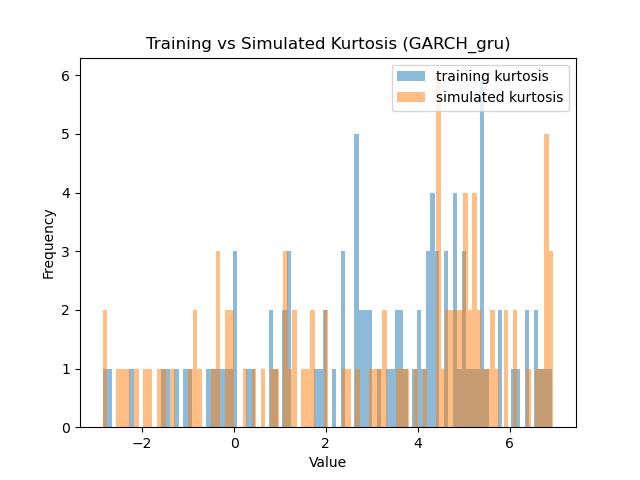 Training vs Simulated Kurtosis (GARCH_gru)
training kurtosis
simulated kurtosis
6
5
4
3
2
1
0
Frequency
−2 0 2 4 6
Value